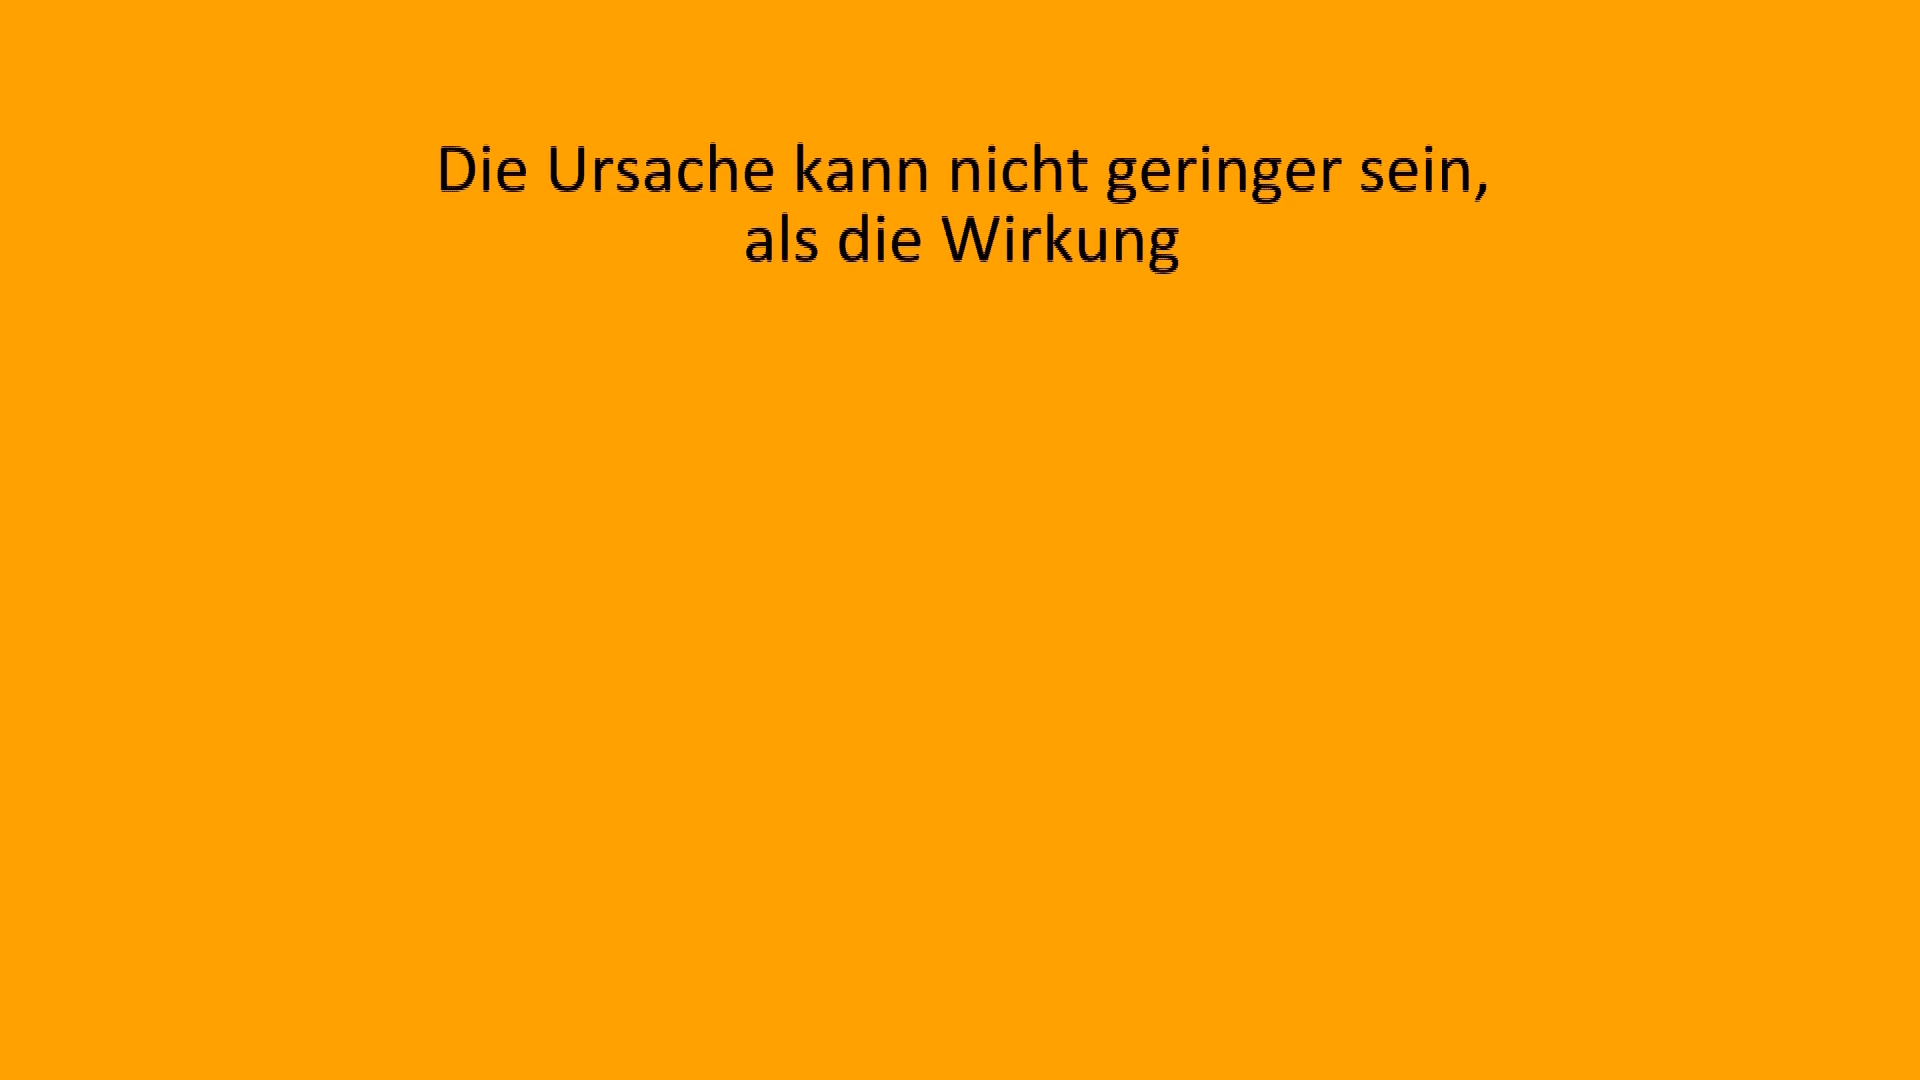 Die Ursache kann nicht geringer sein,
als die Wirkung